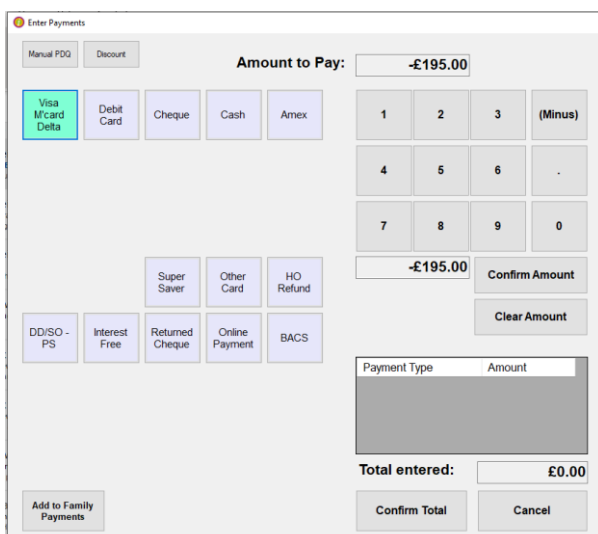 Enter Payments
Manual PDQ
Discount
Amount to Pay:
-£195.00
Visa
M'card
Delta
Debit
Card
Cheque
Cash
Amex
1
2
3
(Minus)
4
5
6
.
7
8
9
0
-£195.00
Super
Saver
Other
Card
HO
Refund
Confirm Amount
Clear Amount
DD/SO -
PS
Interest
Free
Returned
Cheque
Online
Payment
BACS
Payment Type
Amount
Total entered:
£0.00
Add to Family
Payments
Confirm Total
Cancel